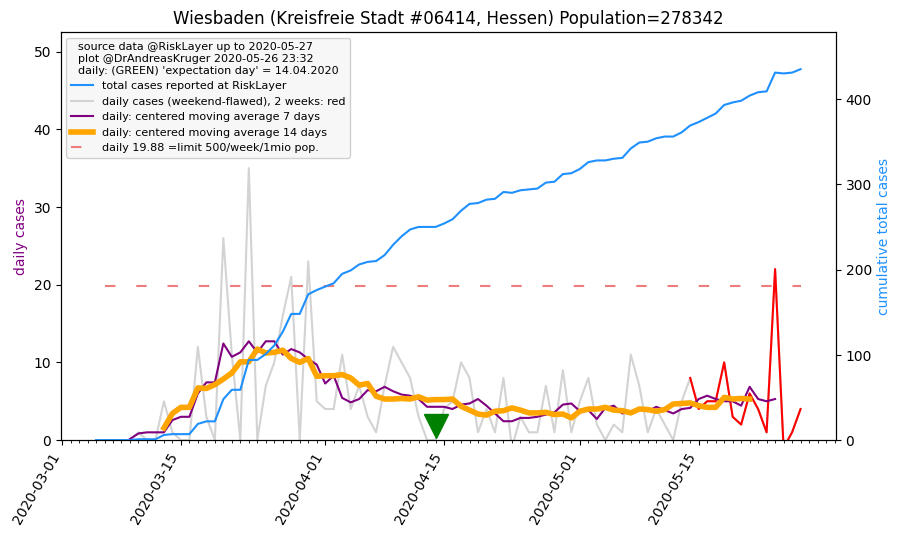 Wiesbaden (Kreisfreie Stadt #06414, Hessen) Population=278342
source data @RiskLayer up to 2020-05-27
plot @DrAndreasKruger 2020-05-26 23:32
daily: (GREEN) 'expectation day' = 14.04.2020
total cases reported at RiskLayer
daily cases (weekend-flawed), 2 weeks: red
daily: centered moving average 7 days
daily: centered moving average 14 days
daily 19.88 =limit 500/week/1mio pop.
daily cases
50
40
30
20
10
0
cumulative total cases
400
300
200
100
0
2020-03-01
2020-03-15
2020-04-01
2020-04-15
2020-05-01
2020-05-15